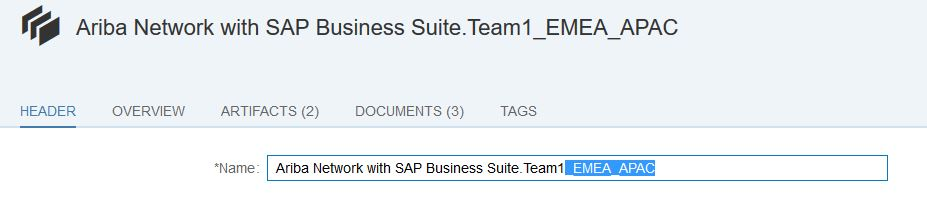 Ariba Network with SAP Business Suite.Team1_EMEA_APAC
HEADER OVERVIEW ARTIFACTS (2) DOCUMENTS (3) TAGS
*Name: Ariba Network with SAP Business Suite.Team1_EMEA_APAC